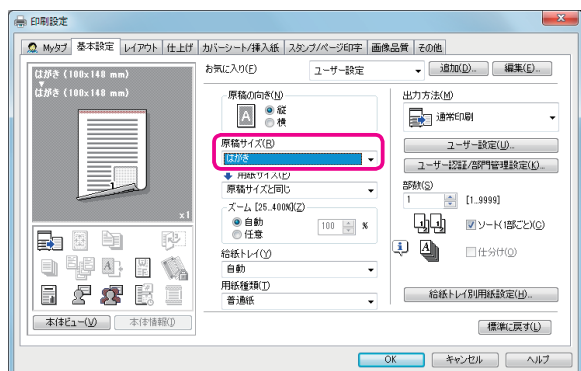 印刷設定
Myタブ 基本設定 レイアウト 仕上げ カバーシート/挿入紙 スタンプ/ページ印字 画像品質 その他
はがき (100x148 mm)
はがき (100x148 mm)
x1
本体ビュー(V) 本体情報(I)
お気に入り(F) ユーザー設定 追加(D)... 編集(E)...
原稿の向き(N)
A
縦
横
原稿サイズ(R)
はがき
用紙サイズ(L)
原稿サイズと同じ
ズーム [25..400%](Z)
自動
任意
100 %
給紙トレイ(Y)
自動
用紙種類(T)
普通紙
出力方法(M)
通常印刷
ユーザー設定(U)...
ユーザー認証/部門管理設定(K)...
部数(S)
1 [1..9999]
ソート(1部ごと)(C)
仕分け(O)
給紙トレイ別用紙設定(H)...
標準に戻す(L)
OK キャンセル ヘルプ